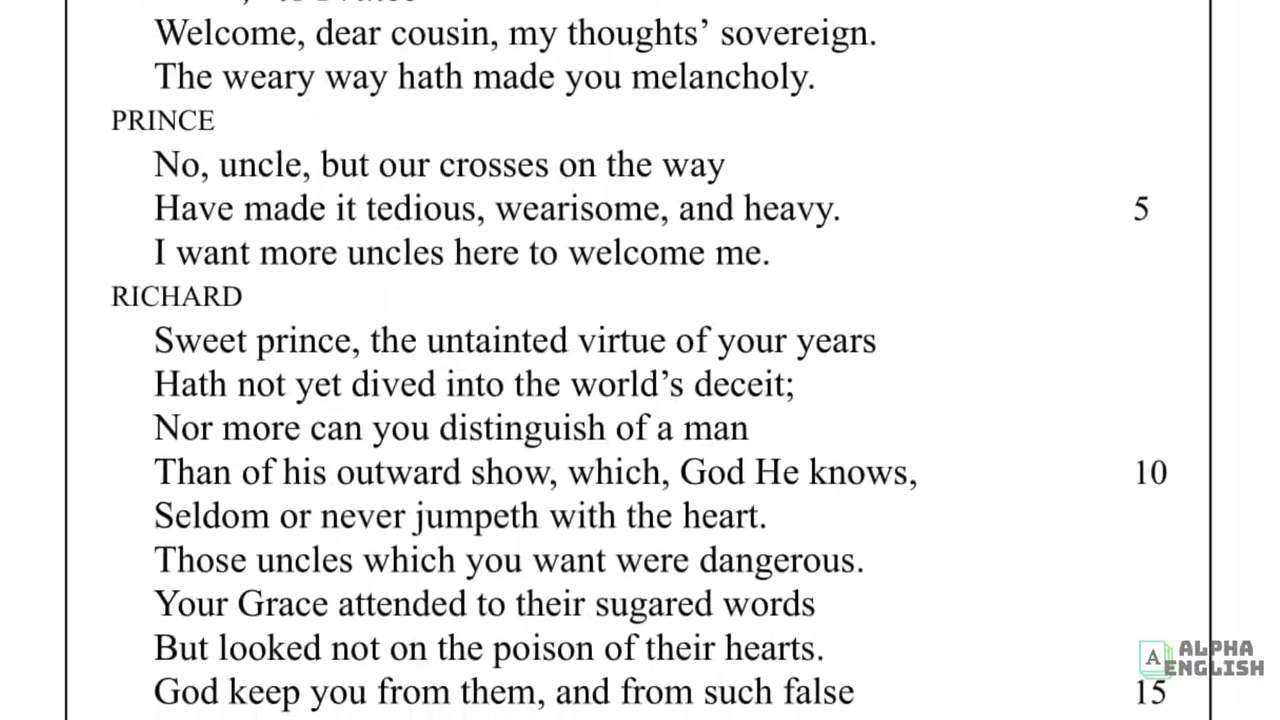 Welcome, dear cousin, my thoughts’ sovereign.
The weary way hath made you melancholy.
PRINCE
No, uncle, but our crosses on the way
Have made it tedious, wearisome, and heavy. 5
I want more uncles here to welcome me.
RICHARD
Sweet prince, the untainted virtue of your years
Hath not yet dived into the world’s deceit;
Nor more can you distinguish of a man
Than of his outward show, which, God He knows, 10
Seldom or never jumpeth with the heart.
Those uncles which you want were dangerous.
Your Grace attended to their sugared words
But looked not on the poison of their hearts.
God keep you from them, and from such false 15
A ALPHA
ENGLISH